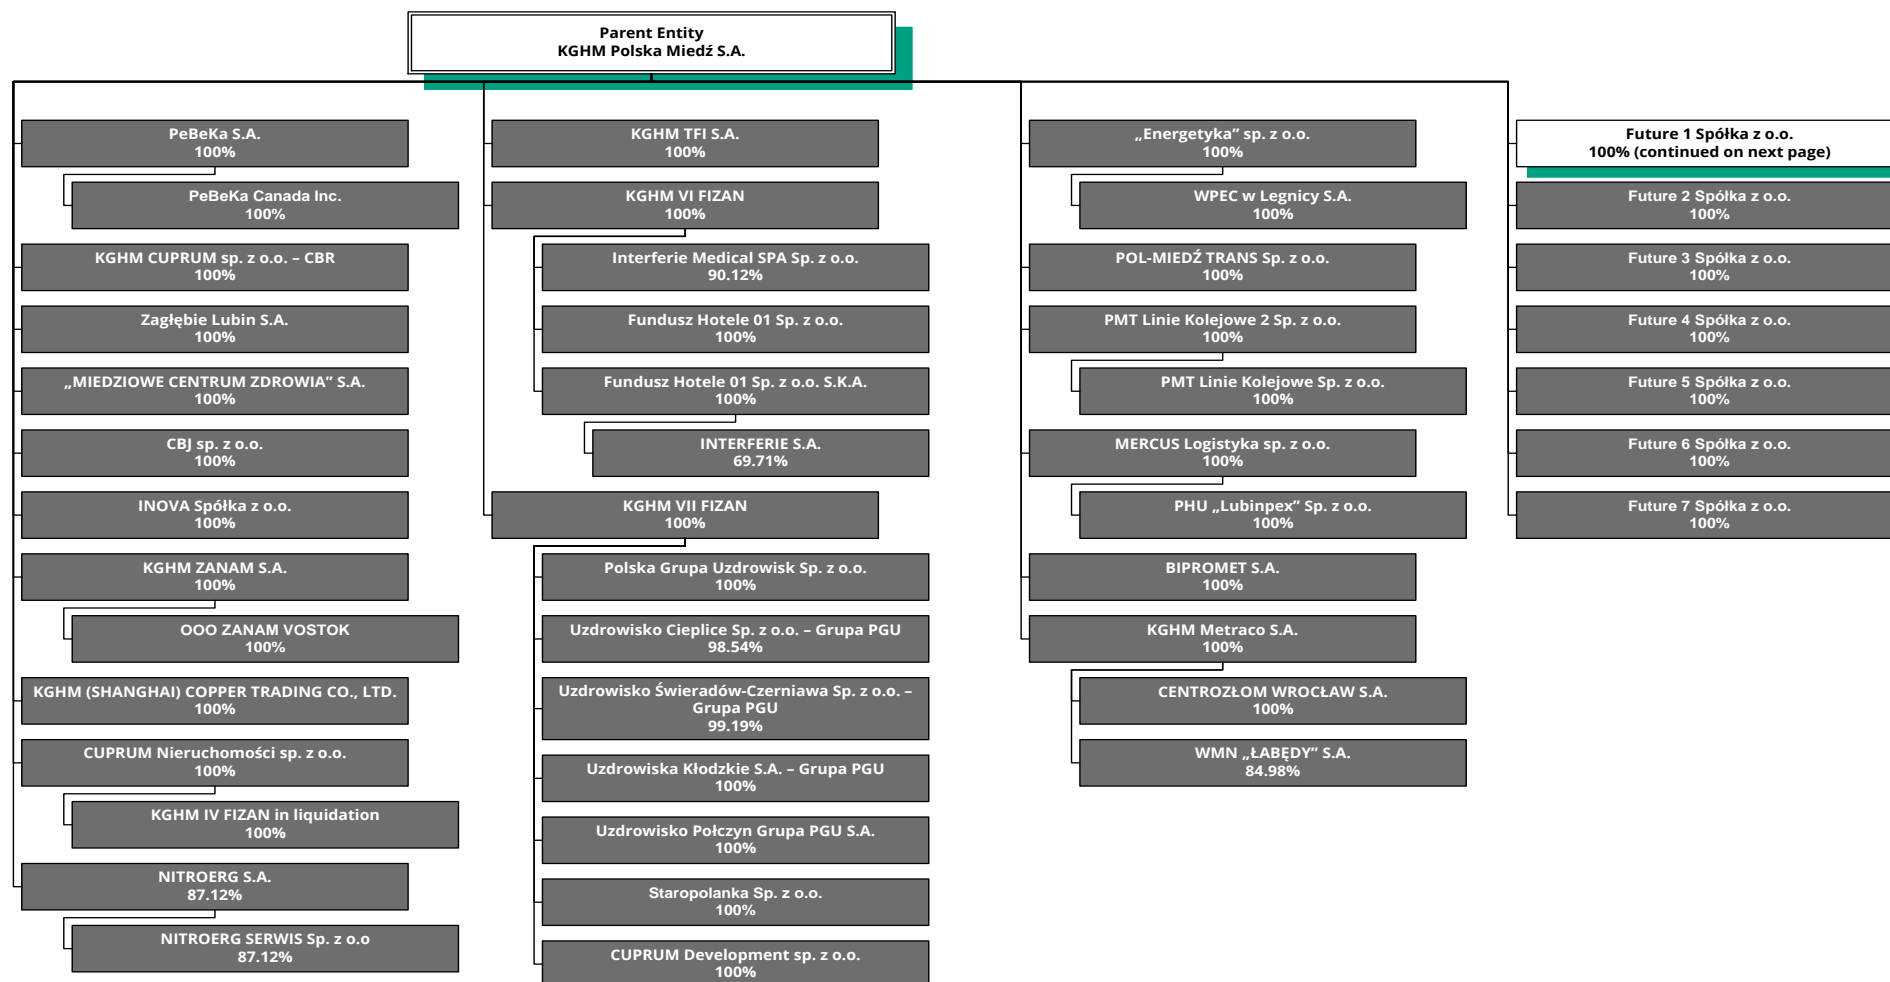 Parent Entity
KGHM Polska Miedź S.A.
PeBeKa S.A.
100%
PeBeKa Canada Inc.
100%
KGHM CUPRUM sp. z o.o. – CBR
100%
Zagłębie Lubin S.A.
100%
„MIEDZIOWE CENTRUM ZDROWIA” S.A.
100%
CBJ sp. z o.o.
100%
INOVA Spółka z o.o.
100%
KGHM ZANAM S.A.
100%
OOO ZANAM VOSTOK
100%
KGHM (SHANGHAI) COPPER TRADING CO., LTD.
100%
CUPRUM Nieruchomości sp. z o.o.
100%
KGHM IV FIZAN in liquidation
100%
NITROERG S.A.
87.12%
NITROERG SERWIS Sp. z o.o
87.12%
KGHM TFI S.A.
100%
KGHM VI FIZAN
100%
Interferie Medical SPA Sp. z o.o.
90.12%
Fundusz Hotele 01 Sp. z o.o.
100%
Fundusz Hotele 01 Sp. z o.o. S.K.A.
100%
INTERFERIE S.A.
69.71%
KGHM VII FIZAN
100%
Polska Grupa Uzdrowisk Sp. z o.o.
100%
Uzdrowisko Cieplice Sp. z o.o. – Grupa PGU
98.54%
Uzdrowisko Świeradów-Czerniawa Sp. z o.o. –
Grupa PGU
99.19%
Uzdrowiska Kłodzkie S.A. – Grupa PGU
100%
Uzdrowisko Połczyn Grupa PGU S.A.
100%
Staropolanka Sp. z o.o.
100%
CUPRUM Development sp. z o.o.
100%
„Energetyka” sp. z o.o.
100%
WPEC w Legnicy S.A.
100%
POL-MIEDŹ TRANS Sp. z o.o.
100%
PMT Linie Kolejowe 2 Sp. z o.o.
100%
PMT Linie Kolejowe Sp. z o.o.
100%
MERCUS Logistyka sp. z o.o.
100%
PHU „Lubinpex” Sp. z o.o.
100%
BIPROMET S.A.
100%
KGHM Metraco S.A.
100%
CENTROZŁOM WROCŁAW S.A.
100%
WMN „ŁABĘDY” S.A.
84.98%
Future 1 Spółka z o.o.
100% (continued on next page)
Future 2 Spółka z o.o.
100%
Future 3 Spółka z o.o.
100%
Future 4 Spółka z o.o.
100%
Future 5 Spółka z o.o.
100%
Future 6 Spółka z o.o.
100%
Future 7 Spółka z o.o.
100%